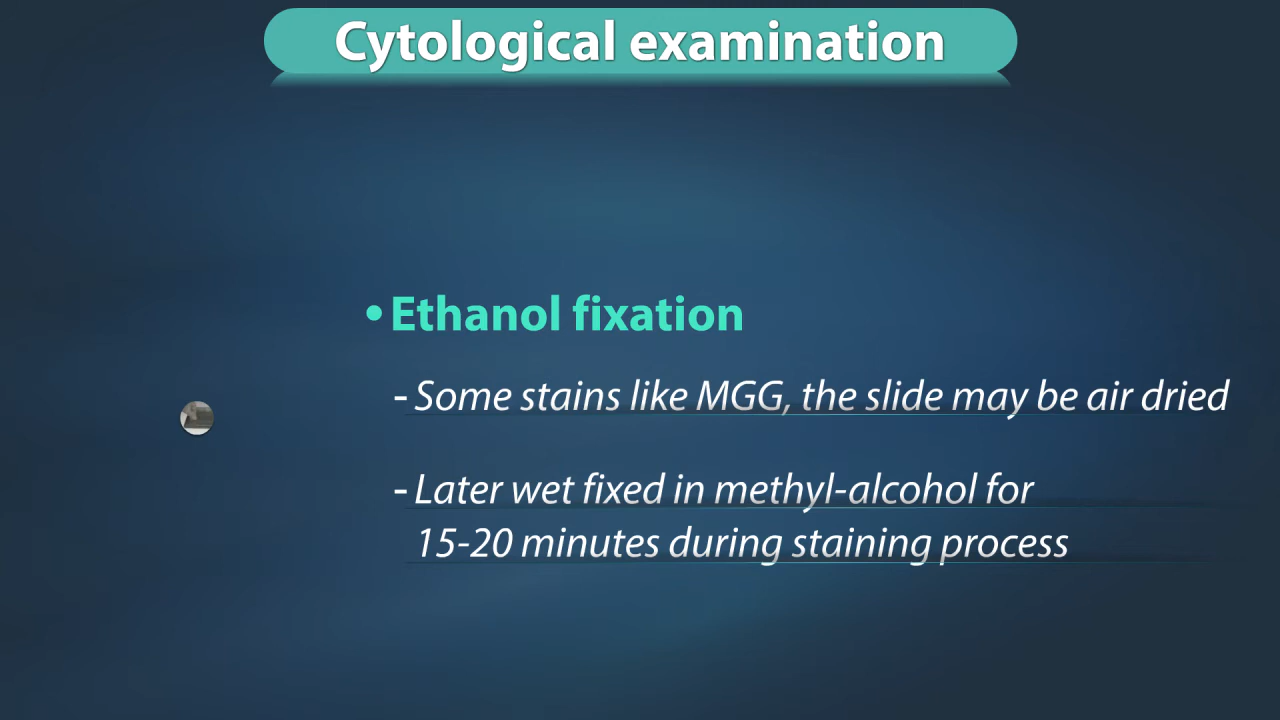 Cytological examination
• Ethanol fixation
- Some stains like MGG, the slide may be air dried
- Later wet fixed in methyl-alcohol for
15-20 minutes during staining process